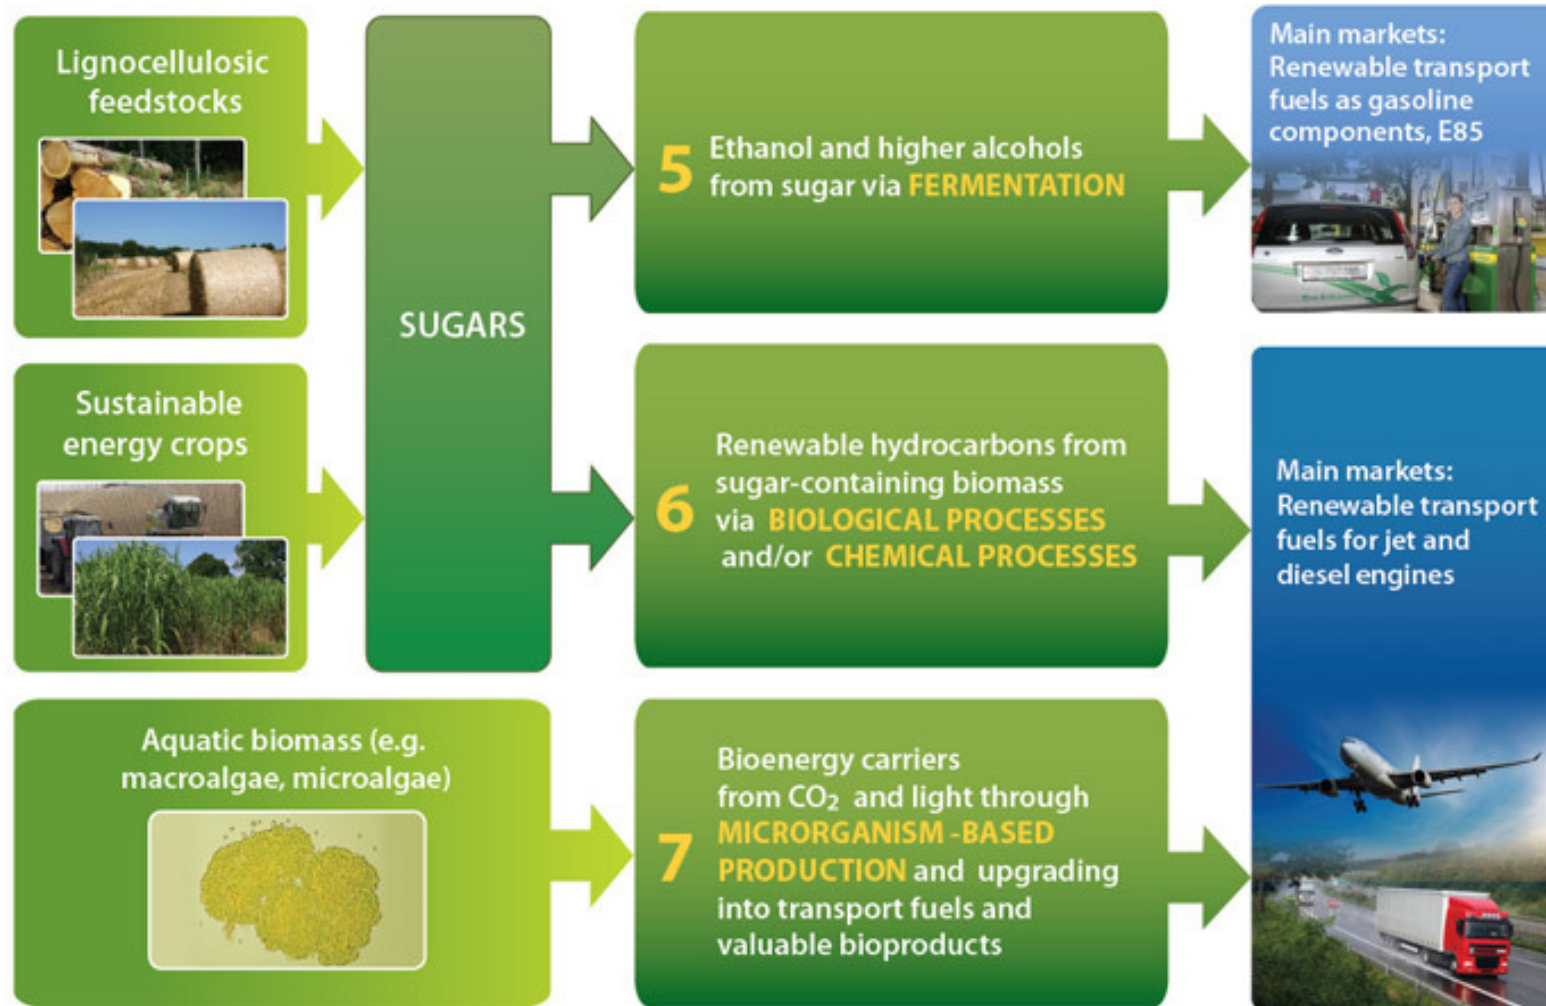 Lignocellulosic
feedstocks
SUGARS
5 Ethanol and higher alcohols
from sugar via FERMENTATION
Main markets:
Renewable transport
fuels as gasoline
components, E85
Sustainable
energy crops
6 Renewable hydrocarbons from
sugar-containing biomass
via BIOLOGICAL PROCESSES
and/or CHEMICAL PROCESSES
Main markets:
Renewable transport
fuels for jet and
diesel engines
Aquatic biomass (e.g.
macroalgae, microalgae)
7 Bioenergy carriers
from CO2 and light through
MICRORGANISM -BASED
PRODUCTION and upgrading
into transport fuels and
valuable bioproducts